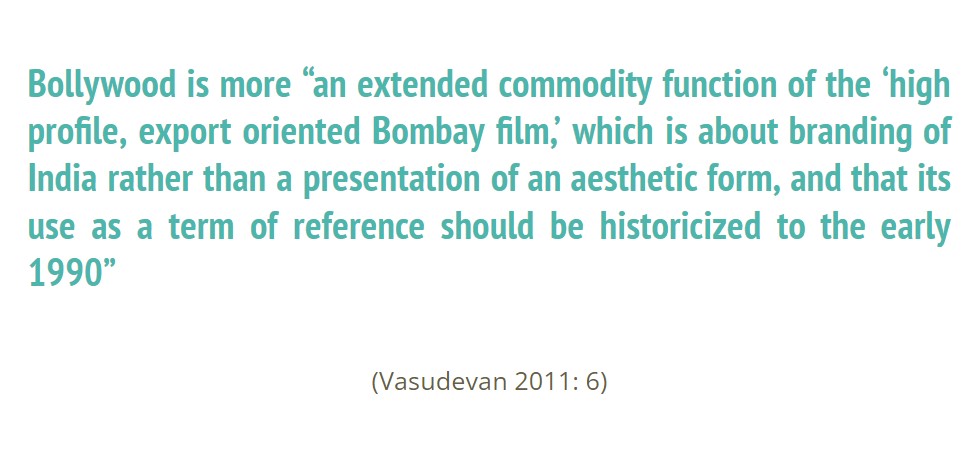 Bollywood is more “an extended commodity function of the ‘high
profile, export oriented Bombay film,’ which is about branding of
India rather than a presentation of an aesthetic form, and that its
use as a term of reference should be historicized to the early
1990”
(Vasudevan 2011: 6)